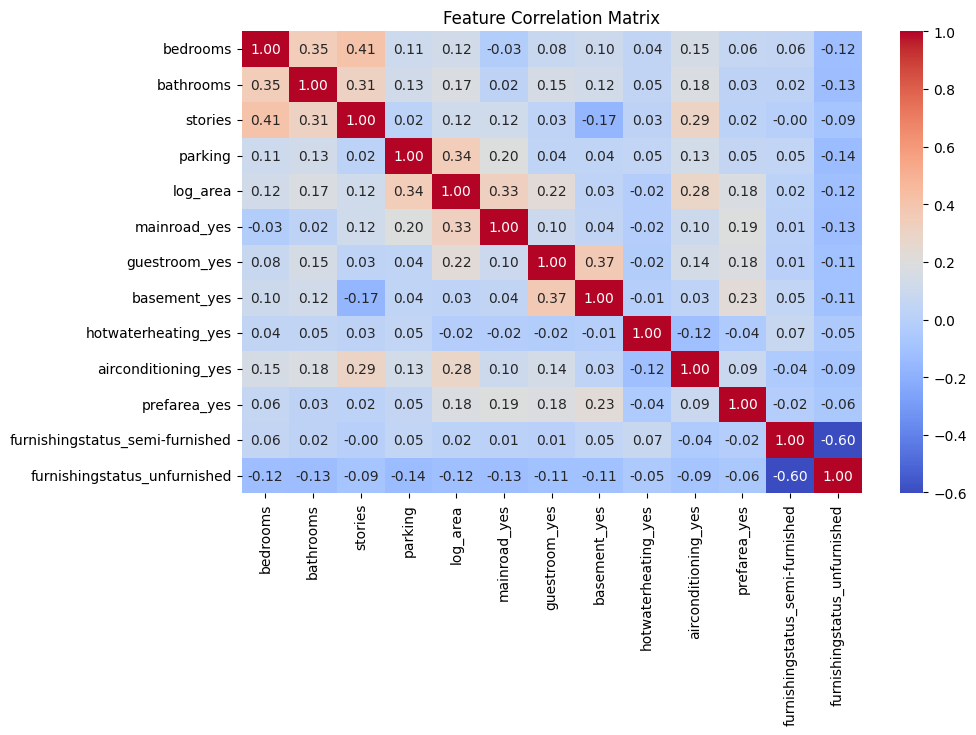 Feature Correlation Matrix
bedrooms 1.00 0.35 0.41 0.11 0.12 -0.03 0.08 0.10 0.04 0.15 0.06 0.06 -0.12
bathrooms 0.35 1.00 0.31 0.13 0.17 0.02 0.15 0.12 0.05 0.18 0.03 0.02 -0.13
stories 0.41 0.31 1.00 0.02 0.12 0.12 0.03 -0.17 0.03 0.29 0.02 -0.00 -0.09
parking 0.11 0.13 0.02 1.00 0.34 0.20 0.04 0.04 0.05 0.13 0.05 0.05 -0.14
log_area 0.12 0.17 0.12 0.34 1.00 0.33 0.22 0.03 -0.02 0.28 0.18 0.02 -0.12
mainroad_yes -0.03 0.02 0.12 0.20 0.33 1.00 0.10 0.04 -0.02 0.10 0.19 0.01 -0.13
guestroom_yes 0.08 0.15 0.03 0.04 0.22 0.10 1.00 0.37 -0.02 0.14 0.18 0.01 -0.11
basement_yes 0.10 0.12 -0.17 0.04 0.03 0.04 0.37 1.00 -0.01 0.03 0.23 0.05 -0.11
hotwaterheating_yes 0.04 0.05 0.03 0.05 -0.02 -0.02 -0.02 -0.01 1.00 -0.12 -0.04 0.07 -0.05
airconditioning_yes 0.15 0.18 0.29 0.13 0.28 0.10 0.14 0.03 -0.12 1.00 0.09 -0.04 -0.09
prefarea_yes 0.06 0.03 0.02 0.05 0.18 0.19 0.18 0.23 -0.04 0.09 1.00 -0.02 -0.06
furnishingstatus_semi-furnished 0.06 0.02 -0.00 0.05 0.02 0.01 0.01 0.05 0.07 -0.04 -0.02 1.00 -0.60
furnishingstatus_unfurnished -0.12 -0.13 -0.09 -0.14 -0.12 -0.13 -0.11 -0.11 -0.05 -0.09 -0.06 -0.60 1.00
bedrooms
bathrooms
stories
parking
log_area
mainroad_yes
guestroom_yes
basement_yes
hotwaterheating_yes
airconditioning_yes
prefarea_yes
furnishingstatus_semi-furnished
furnishingstatus_unfurnished
1.0
0.8
0.6
0.4
0.2
0.0
−0.2
−0.4
−0.6